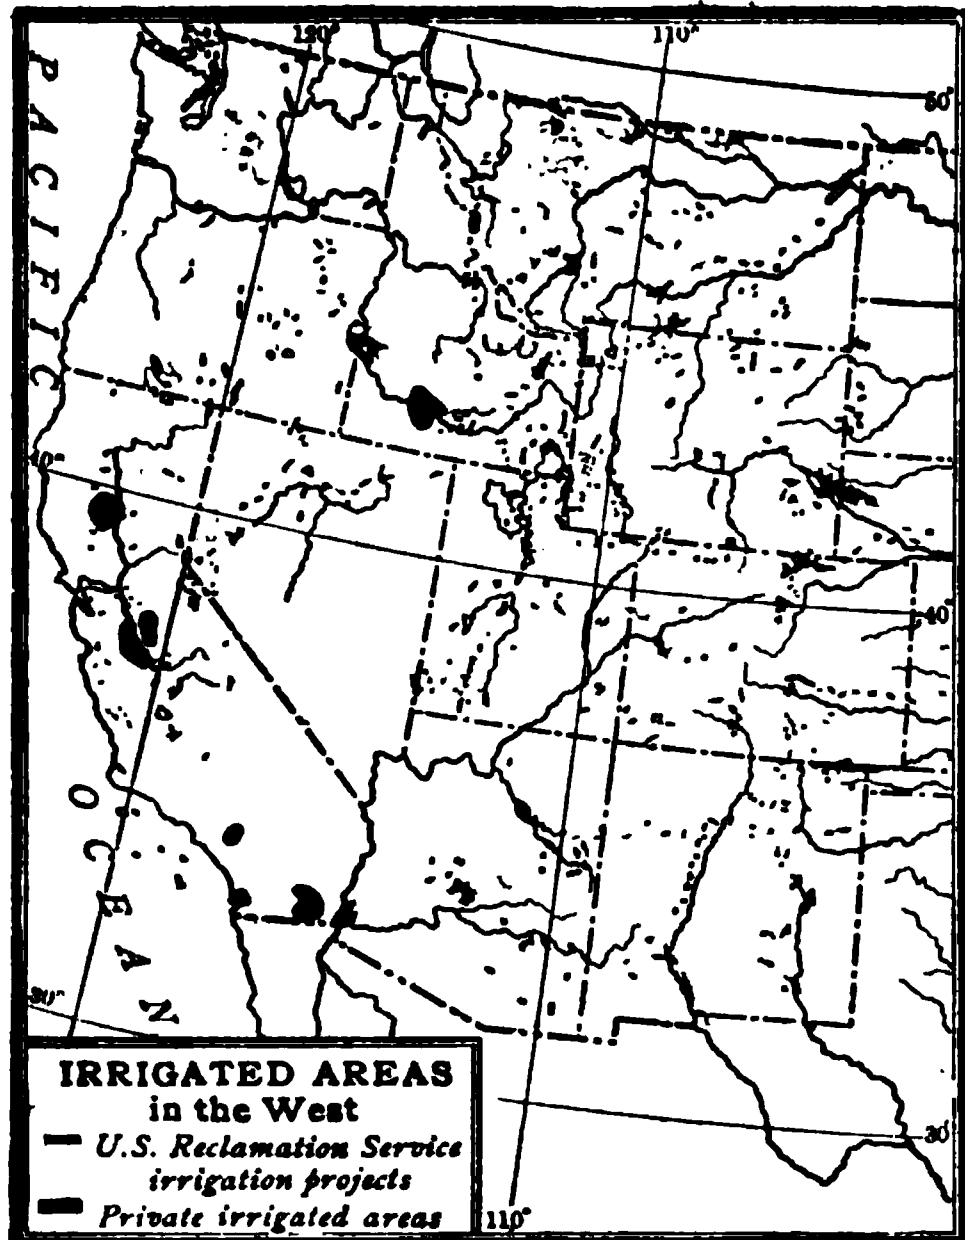 120°
110°
50°
PACIFIC
40°
40°
OCEAN
30°
IRRIGATED AREAS
in the West
U.S. Reclamation Service
irrigation projects
Private irrigated areas
30°
110°